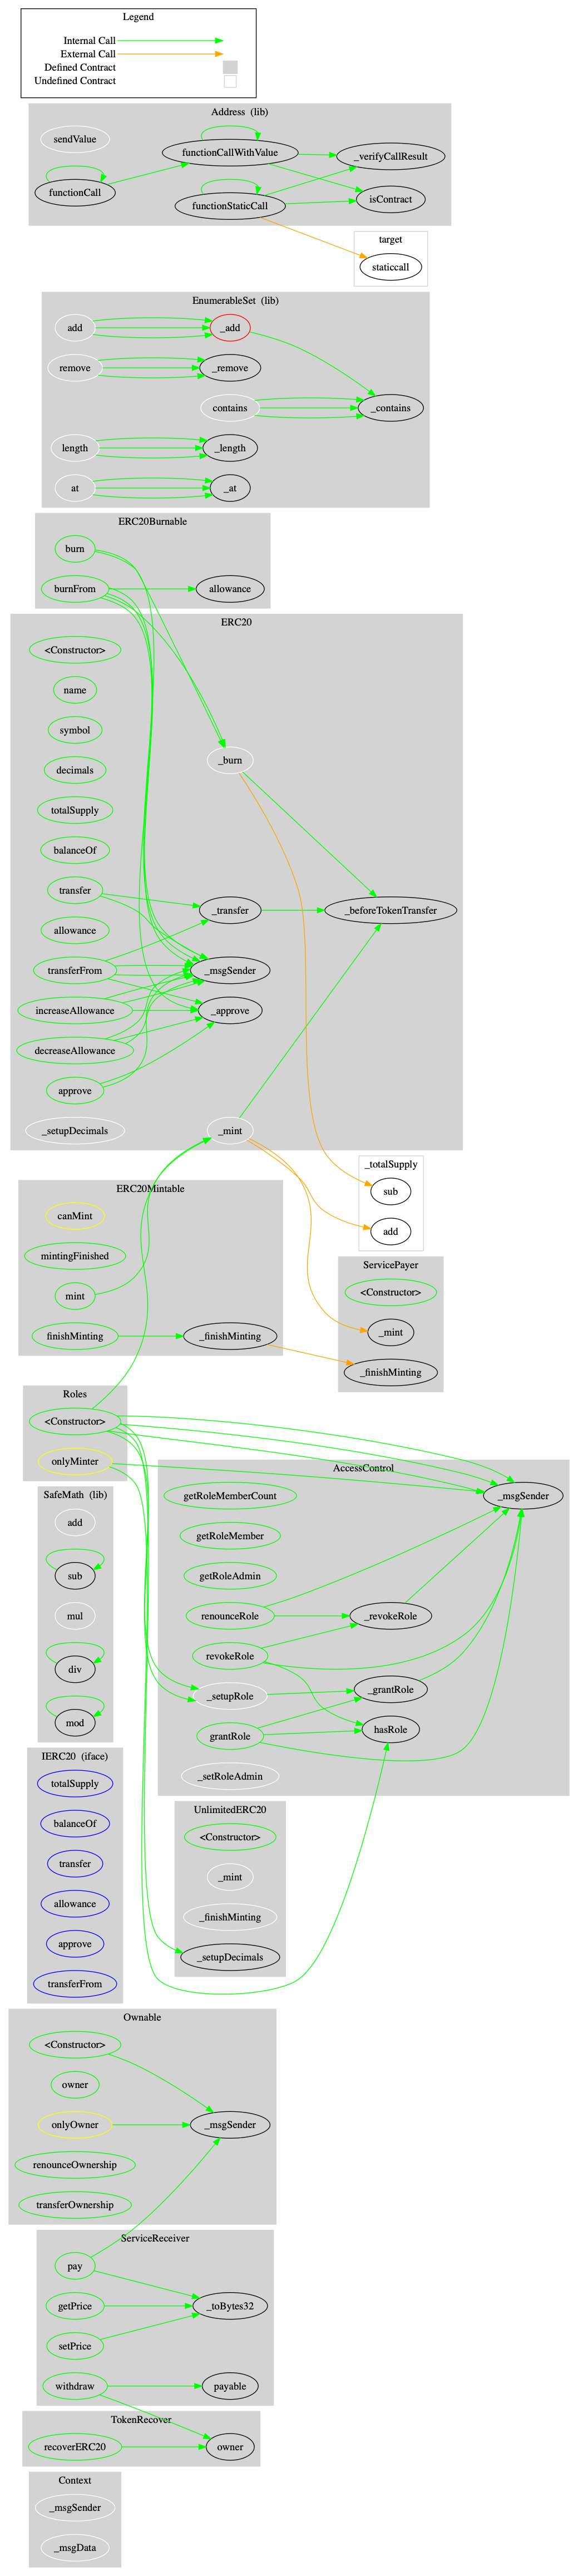 Legend
Internal Call
External Call
Defined Contract
Undefined Contract
Address  (lib)
sendValue
functionCallWithValue
_verifyCallResult
functionCall
functionStaticCall
isContract
target
staticcall
EnumerableSet  (lib)
add
_add
remove
_remove
contains
_contains
length
_length
at
_at
ERC20Burnable
burn
burnFrom
allowance
ERC20
<Constructor>
name
symbol
decimals
_burn
totalSupply
balanceOf
transfer
_transfer
_beforeTokenTransfer
allowance
transferFrom
_msgSender
increaseAllowance
_approve
decreaseAllowance
approve
_setupDecimals
_mint
_totalSupply
sub
add
ERC20Mintable
canMint
mintingFinished
mint
finishMinting
_finishMinting
ServicePayer
<Constructor>
_mint
_finishMinting
Roles
<Constructor>
onlyMinter
AccessControl
getRoleMemberCount
_msgSender
getRoleMember
getRoleAdmin
renounceRole
_revokeRole
revokeRole
_setupRole
_grantRole
grantRole
hasRole
_setRoleAdmin
SafeMath  (lib)
add
sub
mul
div
mod
IERC20  (iface)
totalSupply
balanceOf
transfer
allowance
approve
transferFrom
UnlimitedERC20
<Constructor>
_mint
_finishMinting
_setupDecimals
Ownable
<Constructor>
owner
onlyOwner
_msgSender
renounceOwnership
transferOwnership
ServiceReceiver
pay
getPrice
_toBytes32
setPrice
withdraw
payable
TokenRecover
recoverERC20
owner
Context
_msgSender
_msgData